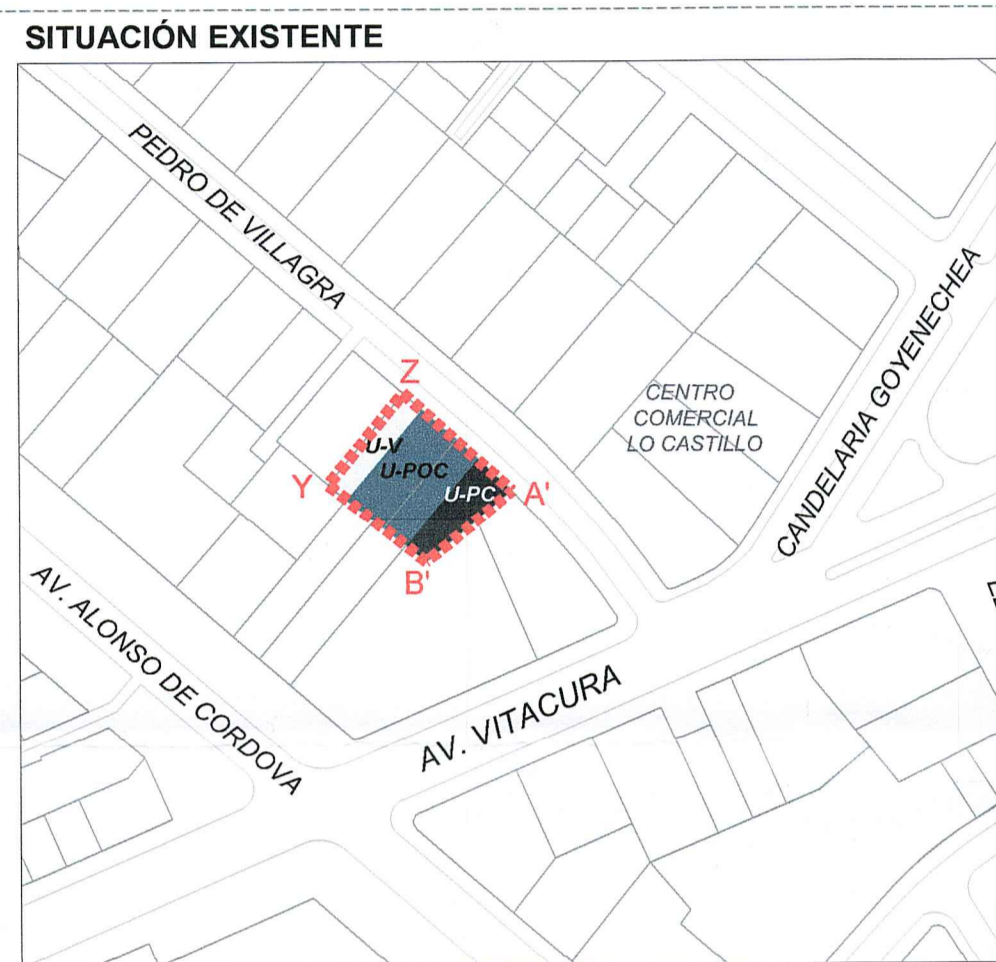 SITUACIÓN EXISTENTE
PEDRO DE VILLAGRA
CANDELARIA GOYENECHEA
CENTRO
COMERCIAL
LO CASTILLO
Z
U-V
U-POC
Y
U-PC
A'
B'
AV. ALONSO DE CORDOVA
AV. VITACURA